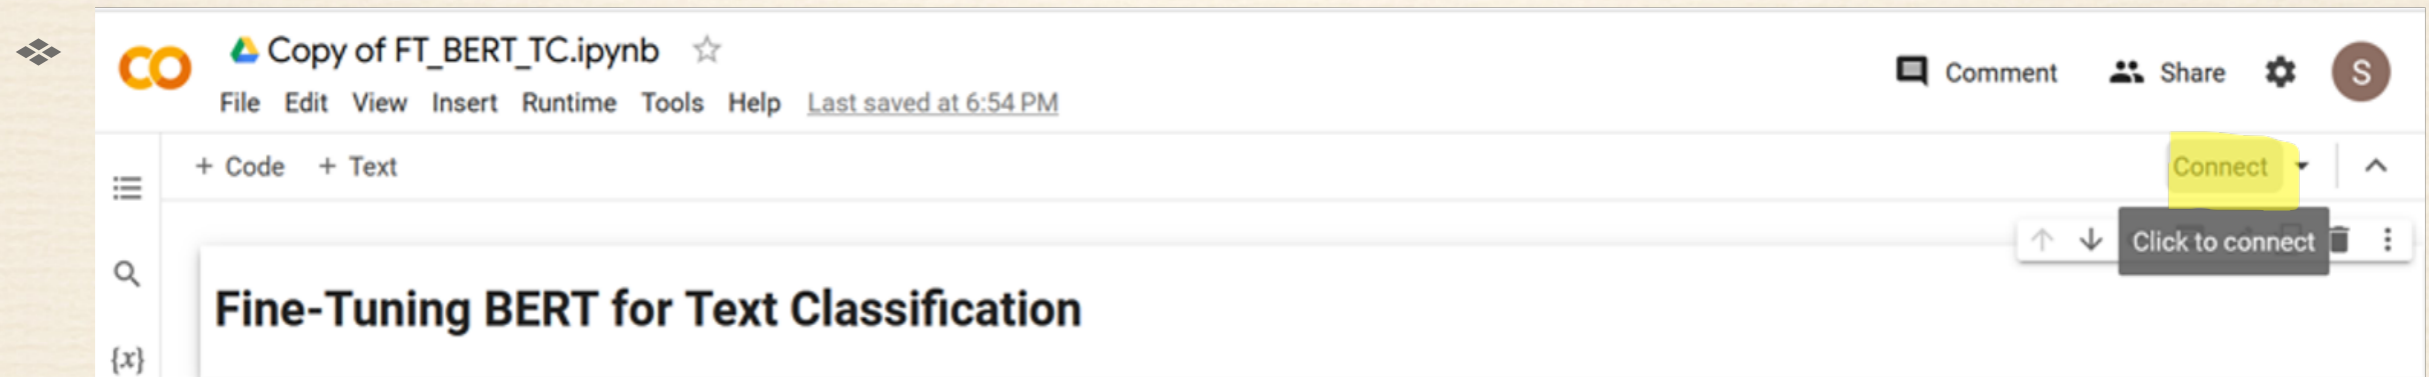 Copy of FT_BERT_TC.ipynb
Comment Share S
File Edit View Insert Runtime Tools Help Last saved at 6:54 PM
+ Code + Text Connect
Click to connect
Fine-Tuning BERT for Text Classification
{x}